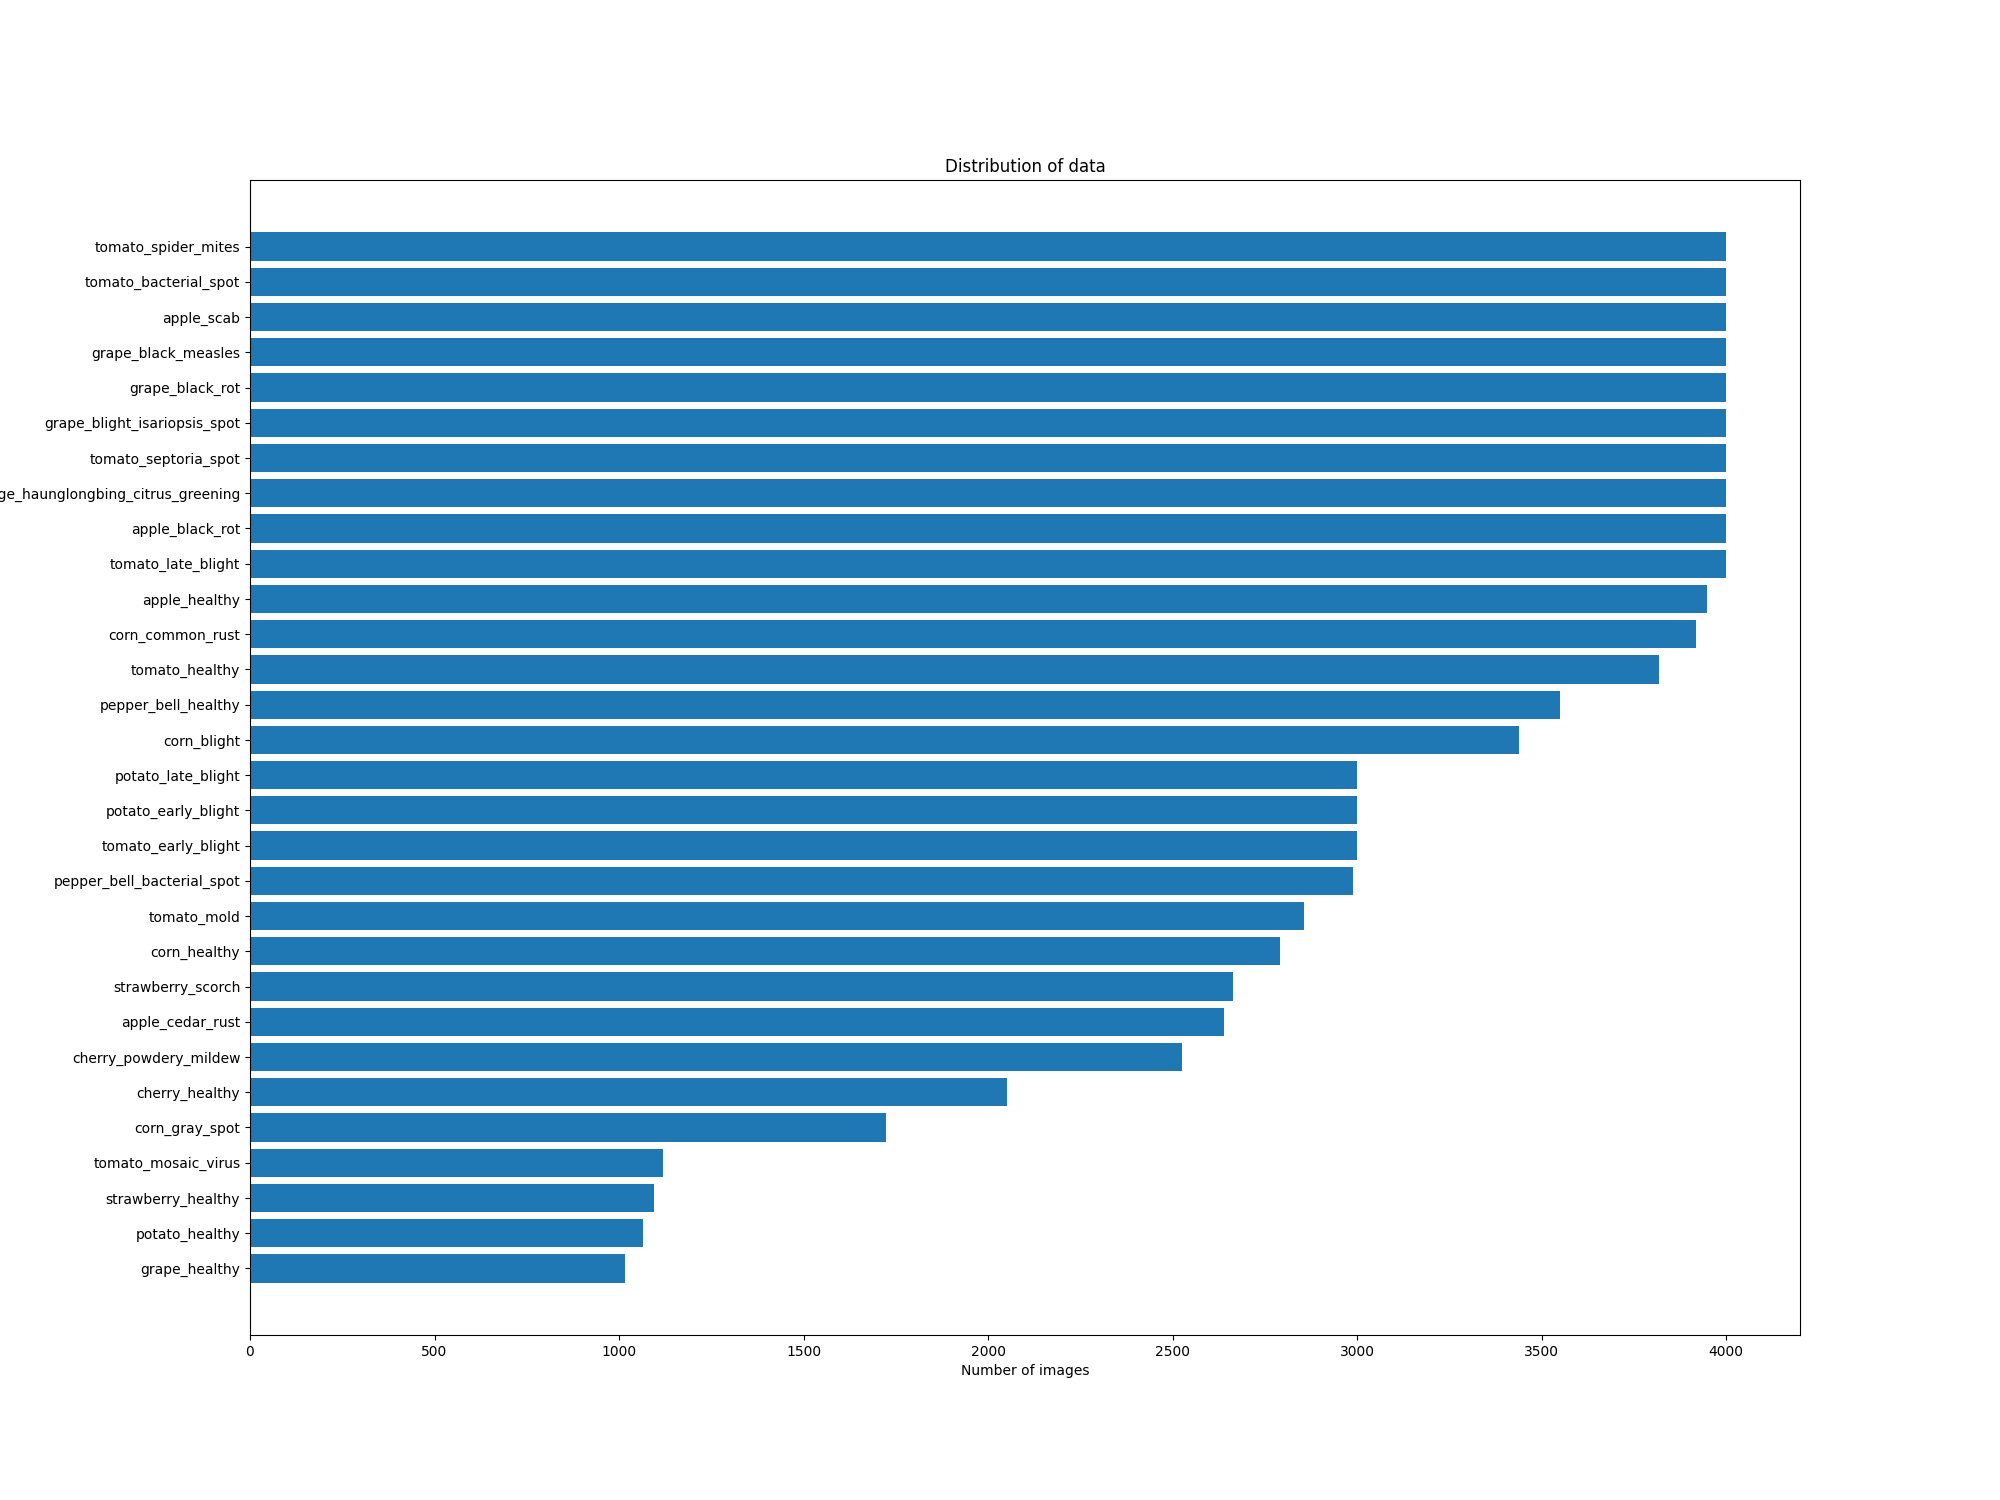 Distribution of data
tomato_spider_mites
tomato_bacterial_spot
apple_scab
grape_black_measles
grape_black_rot
grape_blight_isariopsis_spot
tomato_septoria_spot
ge_haunglongbing_citrus_greening
apple_black_rot
tomato_late_blight
apple_healthy
corn_common_rust
tomato_healthy
pepper_bell_healthy
corn_blight
potato_late_blight
potato_early_blight
tomato_early_blight
pepper_bell_bacterial_spot
tomato_mold
corn_healthy
strawberry_scorch
apple_cedar_rust
cherry_powdery_mildew
cherry_healthy
corn_gray_spot
tomato_mosaic_virus
strawberry_healthy
potato_healthy
grape_healthy
0 500 1000 1500 2000 2500 3000 3500 4000
Number of images